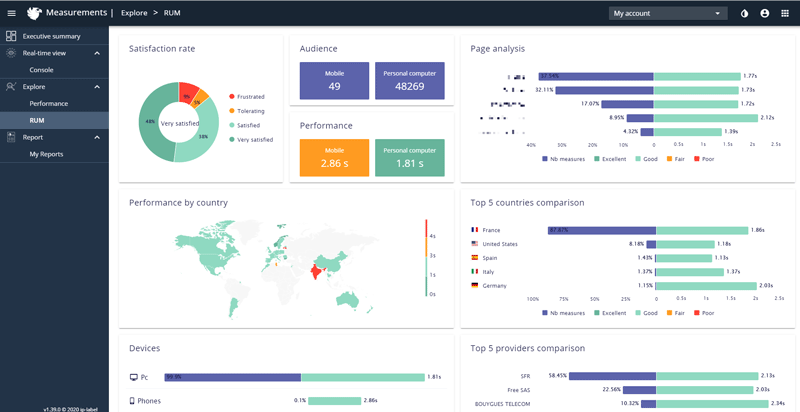 Measurements | Explore > RUM My account
Executive summary
Real-time view
Console
Explore
Performance
RUM
Report
My Reports
v1.39.0 © 2020 ip-label
Satisfaction rate
9%
5%
38%
48%
Very satisfied
Frustrated
Tolerating
Satisfied
Very satisfied
Audience
Mobile
49
Personal computer
48269
Performance
Mobile
2.86 s
Personal computer
1.81 s
Page analysis
37.54% 1.77s
32.11% 1.73s
17.07% 1.72s
8.95% 2.12s
4.32% 1.39s
40% 30% 20% 10% 0 0.5s 1s 1.5s 2s 2.5s
Nb measures Excellent Good Fair Poor
Performance by country
4s
3s
1s
0s
Top 5 countries comparison
France 87.87% 1.86s
United States 8.18% 1.18s
Spain 1.43% 1.13s
Italy 1.37% 1.37s
Germany 1.15% 2.03s
100% 75% 50% 25% 0 0.5s 1s 1.5s 2s 2.5s
Nb measures Excellent Good Fair Poor
Devices
Pc 99.9% 1.81s
Phones 0.1% 2.86s
Top 5 providers comparison
SFR 58.45% 2.13s
Free SAS 22.56% 2.03s
BOUYGUES TELECOM 10.32% 2.34s